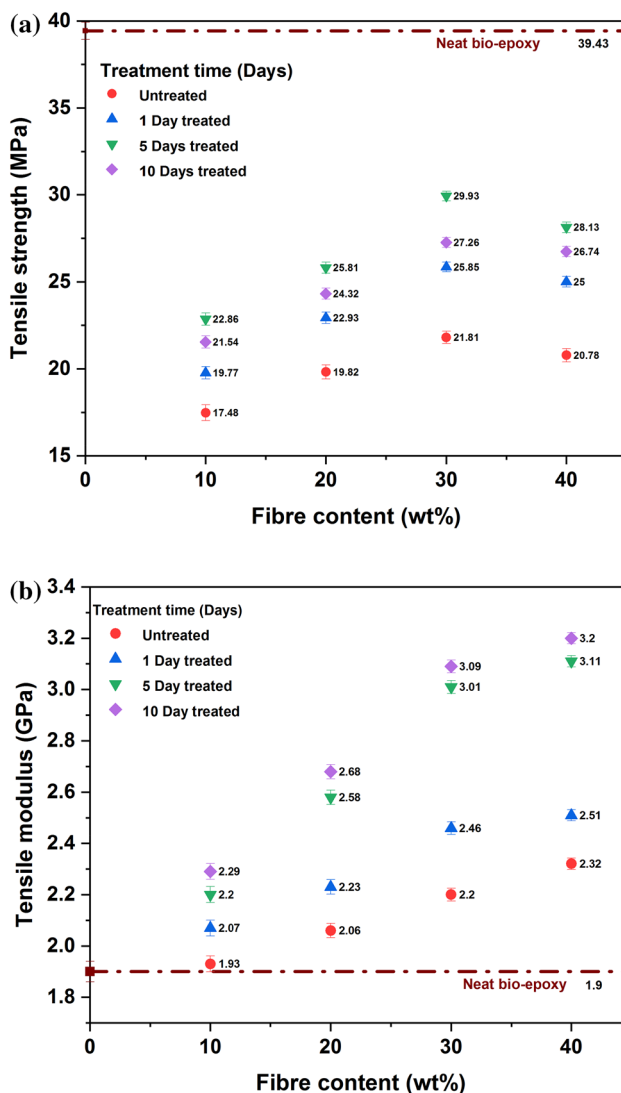 (a)
Neat bio-epoxy 39.43
Treatment time (Days)
Untreated
1 Day treated
5 Days treated
10 Days treated
40
35
30
25
20
15
Tensile strength (MPa)
22.86
21.54
19.77
17.48
25.81
24.32
22.93
19.82
29.93
27.26
25.85
21.81
28.13
26.74
25
20.78
0 10 20 30 40
Fibre content (wt%)
(b)
Treatment time (Days)
Untreated
1 Day treated
5 Day treated
10 Day treated
3.4
3.2
3.0
2.8
2.6
2.4
2.2
2.0
1.8
Tensile modulus (GPa)
2.29
2.2
2.07
1.93
2.68
2.58
2.23
2.06
3.09
3.01
2.46
2.2
3.2
3.11
2.51
2.32
Neat bio-epoxy 1.9
0 10 20 30 40
Fibre content (wt%)